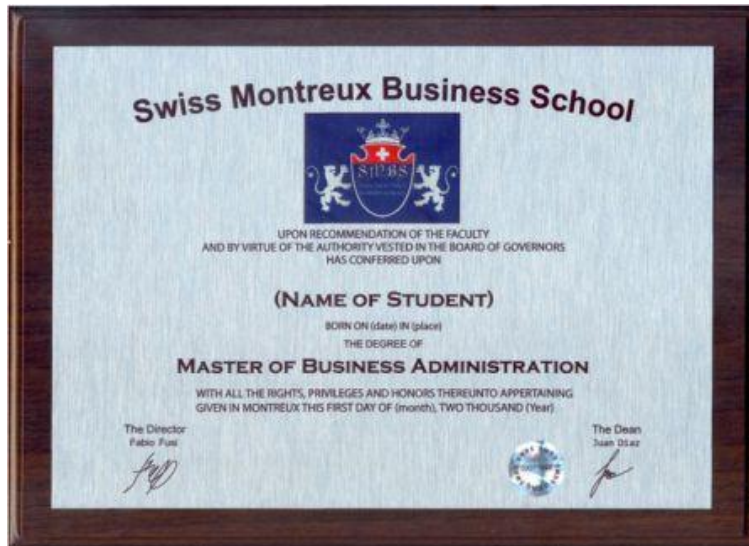 Swiss Montreux Business School
SMBS
UPON RECOMMENDATION OF THE FACULTY
AND BY VIRTUE OF THE AUTHORITY VESTED IN THE BOARD OF GOVERNORS
HAS CONFERRED UPON
(NAME OF STUDENT)
BORN ON (date) IN (place)
THE DEGREE OF
MASTER OF BUSINESS ADMINISTRATION
WITH ALL THE RIGHTS, PRIVILEGES AND HONORS THEREUNTO APPERTAINING
GIVEN IN MONTREUX THIS FIRST DAY OF (month), TWO THOUSAND (Year)
The Director
Fabio Fusi
The Dean
Juan Diaz